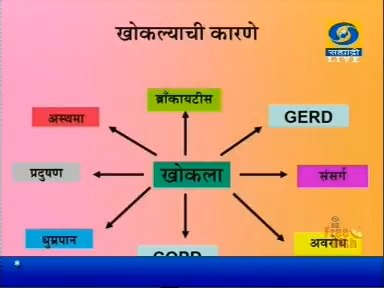 खोकल्याची कारणे
सह्याद्री
LIVE
ब्राँकायटीस
अस्थमा
GERD
प्रदुषण
खोकला
संसर्ग
धुम्रपान
COPD
अवरोध
*